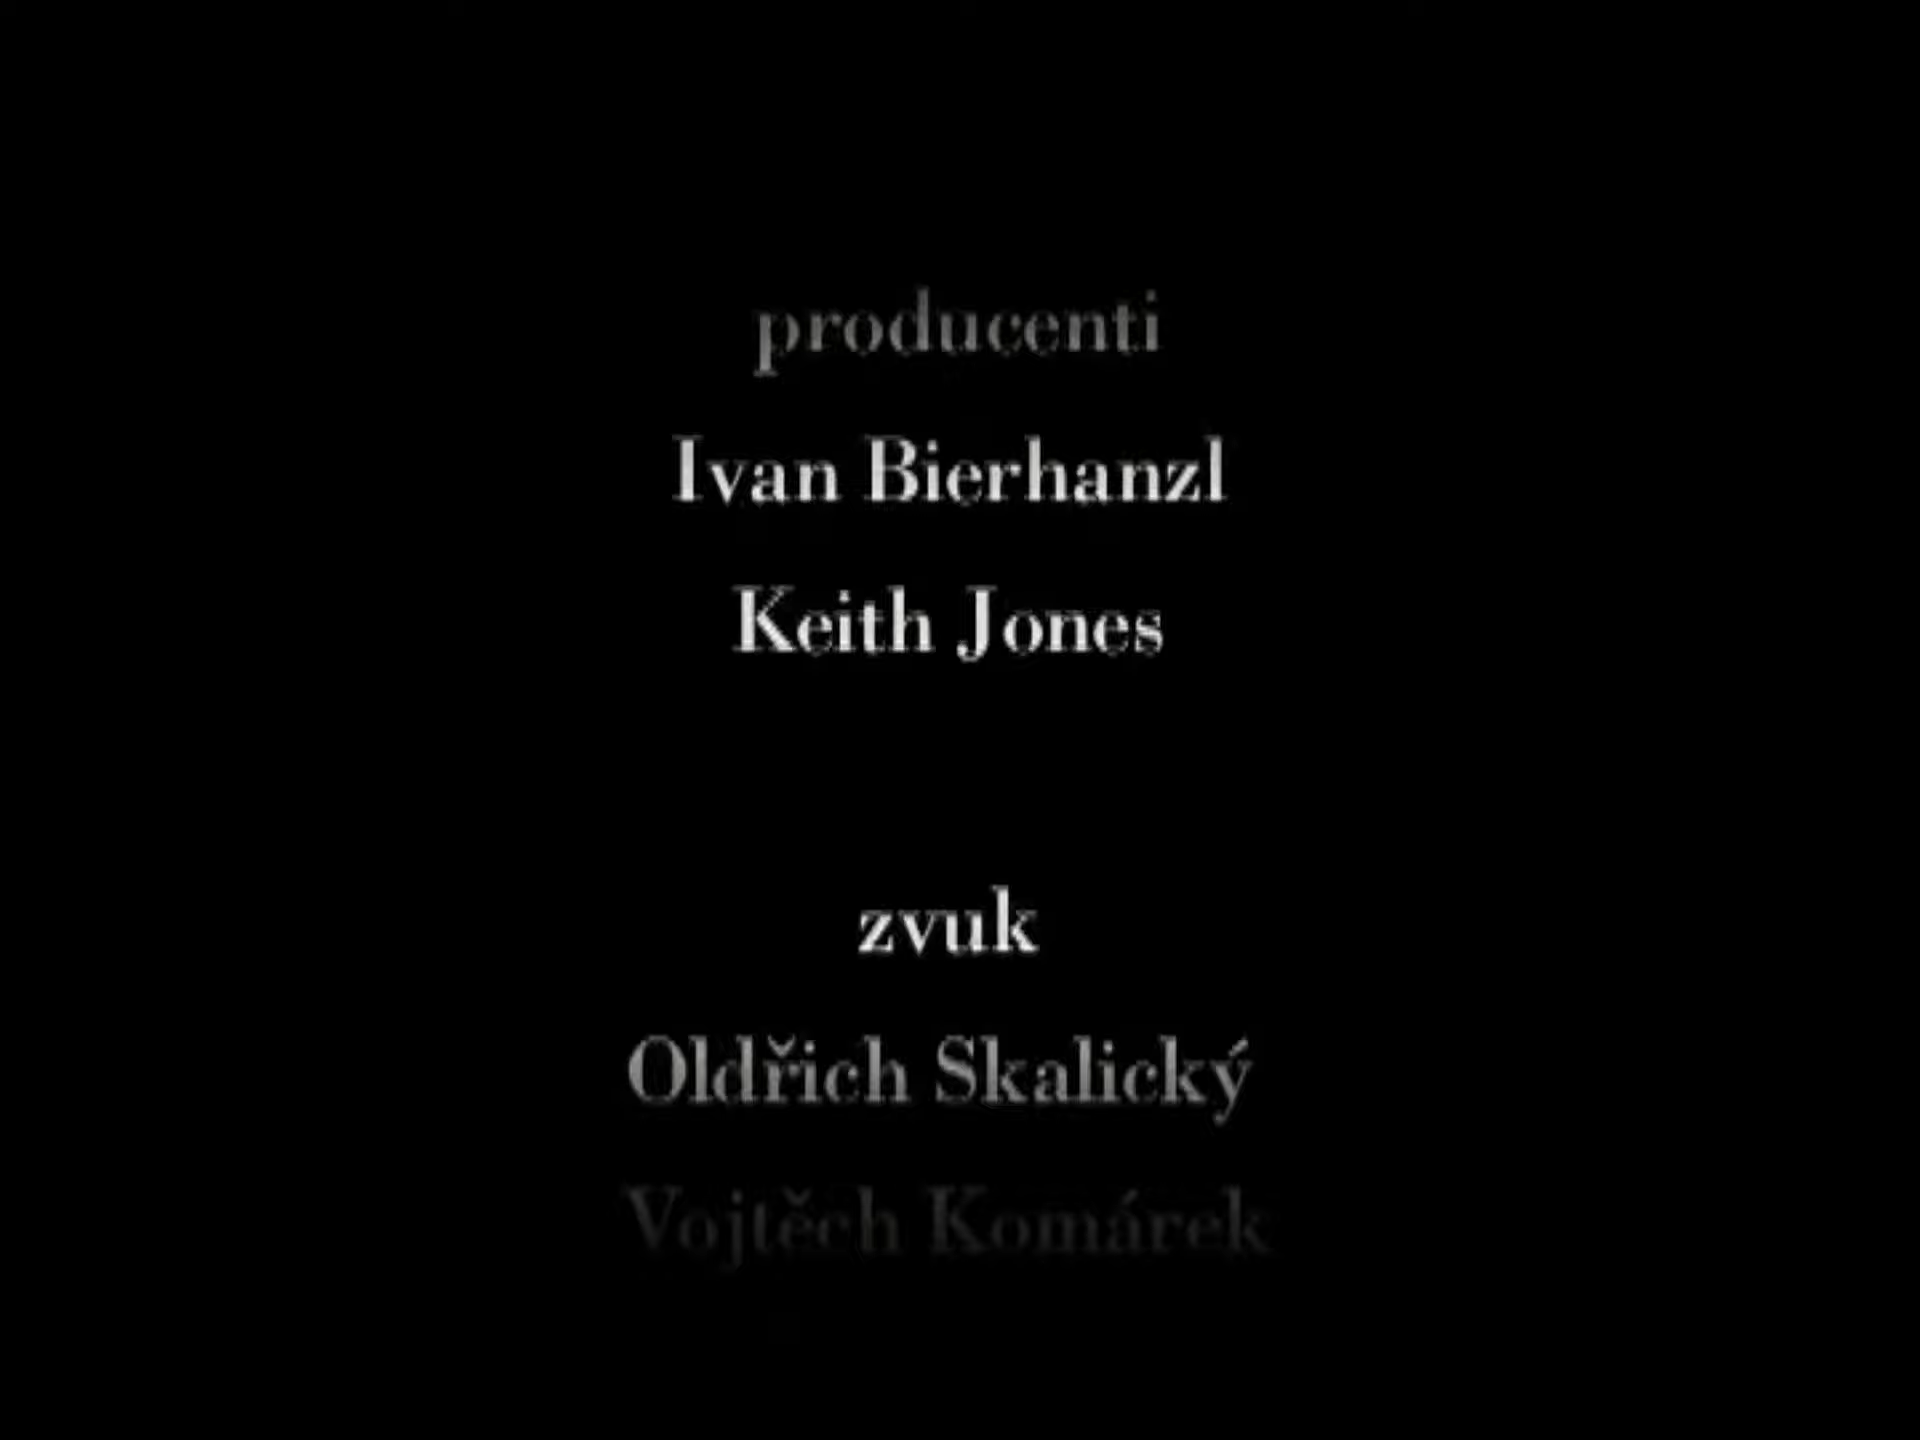 producenti
Ivan Bierhanzl
Keith Jones
zvuk
Oldřich Skalický
Vojtěch Komárek